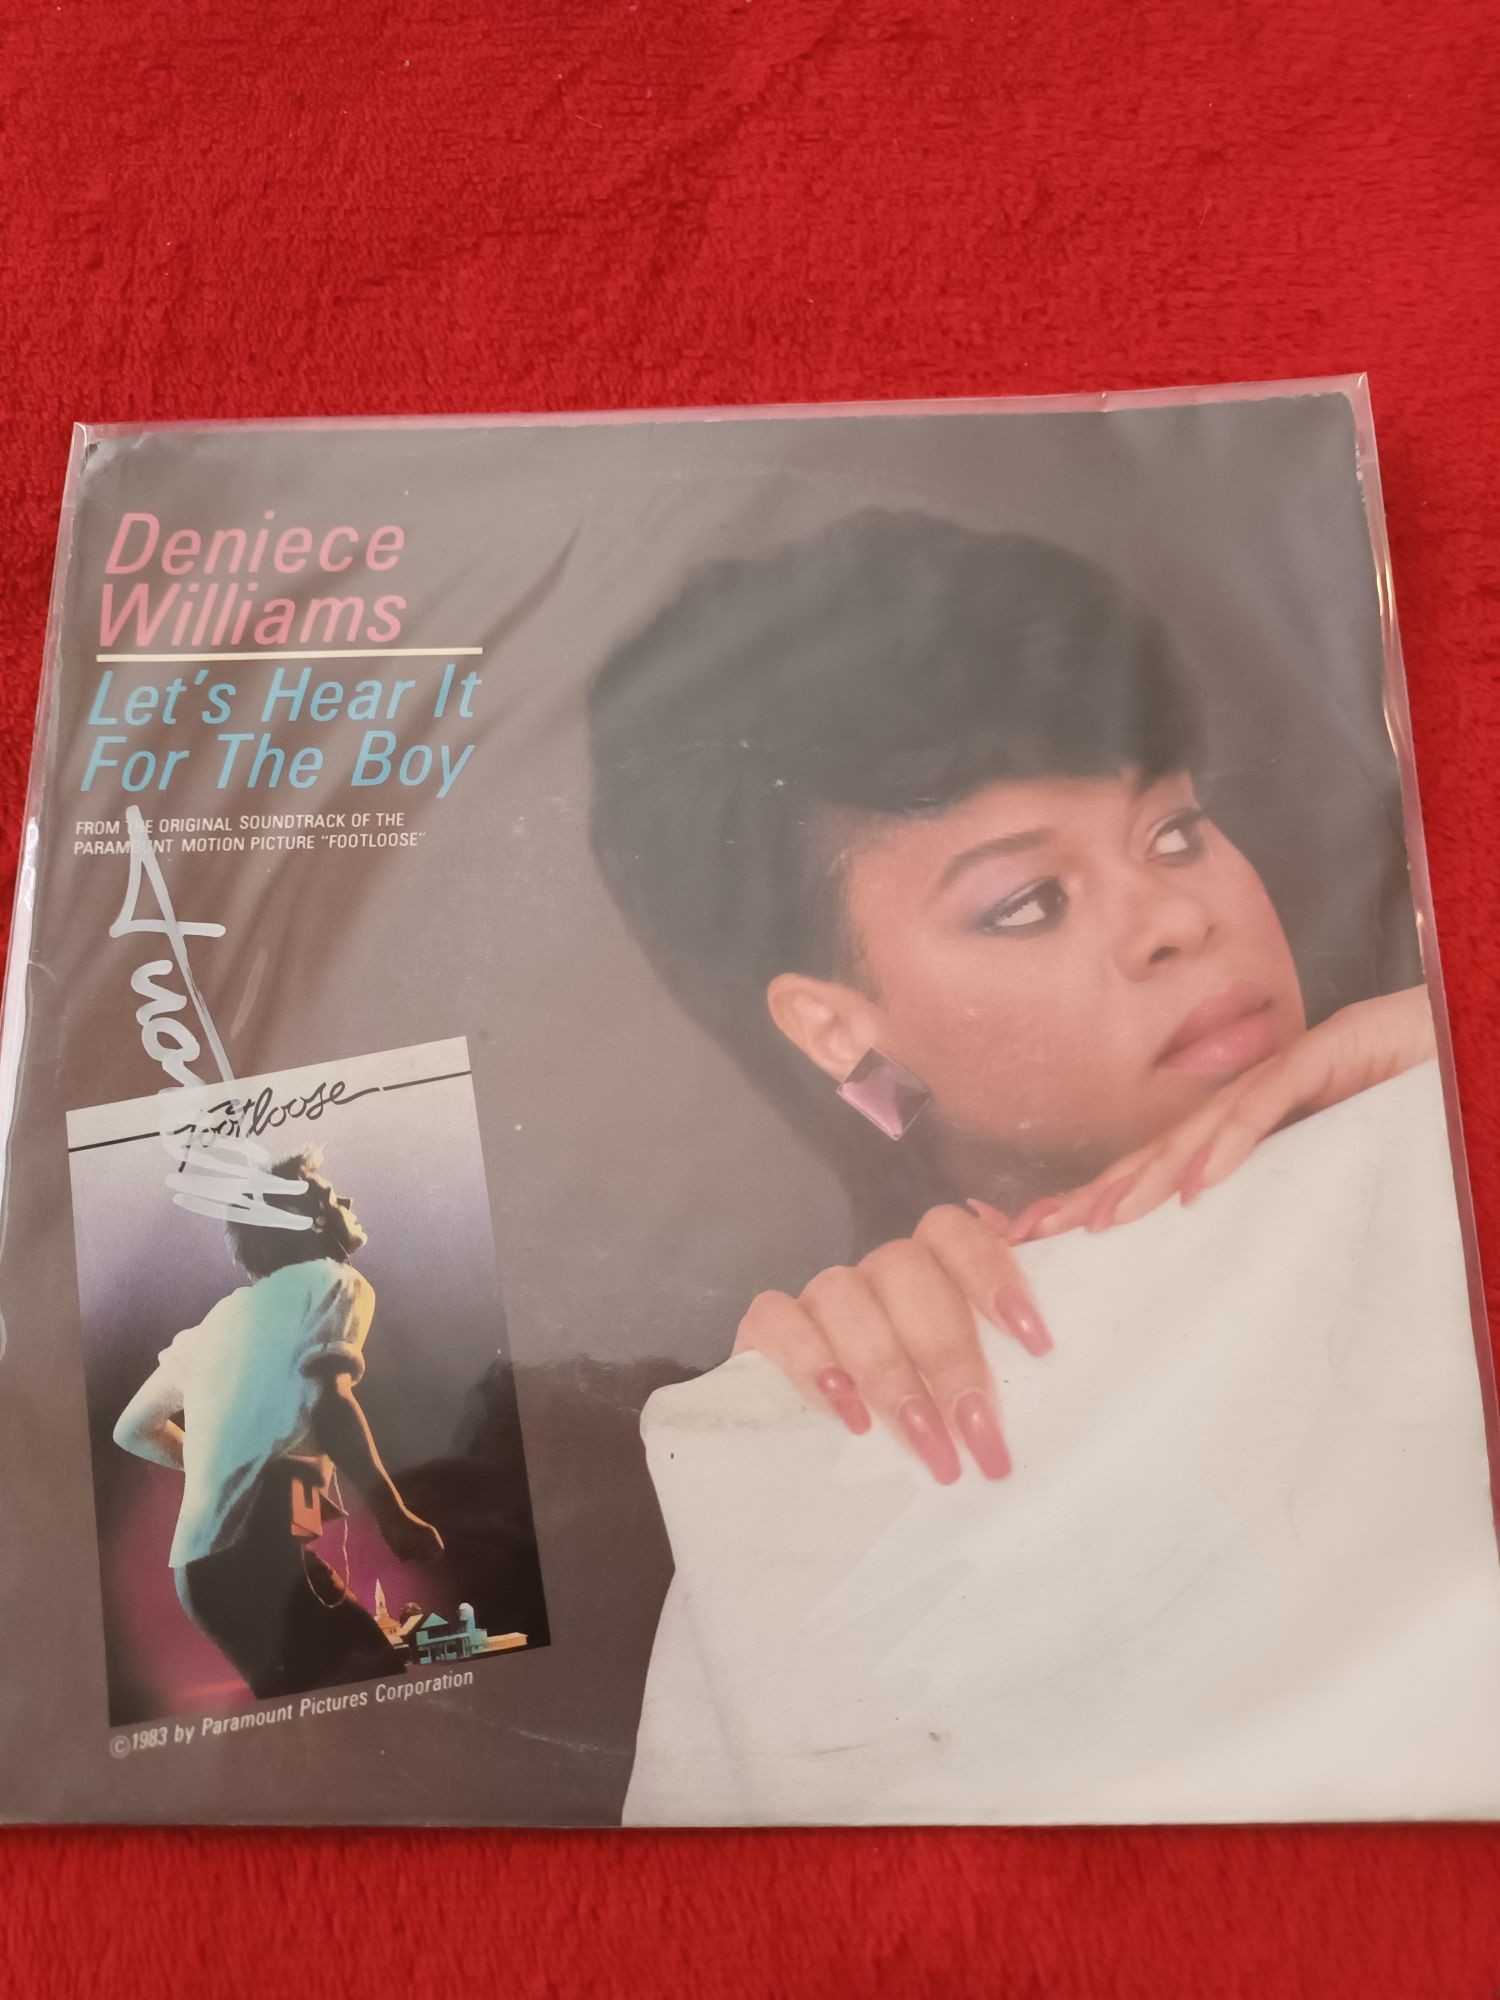 Deniece
Williams
Let's Hear It
For The Boy
FROM THE ORIGINAL SOUNDTRACK OF THE
PARAMOUNT MOTION PICTURE "FOOTLOOSE"
footloose
©1983 by Paramount Pictures Corporation